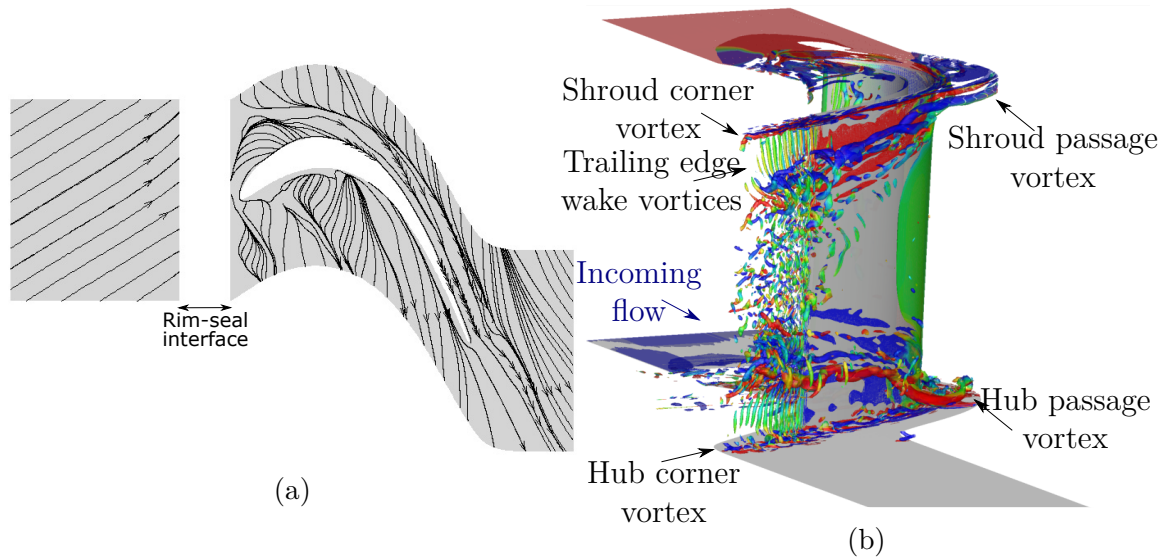 Rim-seal
interface
(a)
Shroud corner
vortex
Trailing edge
wake vortices
Incoming
flow
Shroud passage
vortex
Hub passage
vortex
Hub corner
vortex
(b)